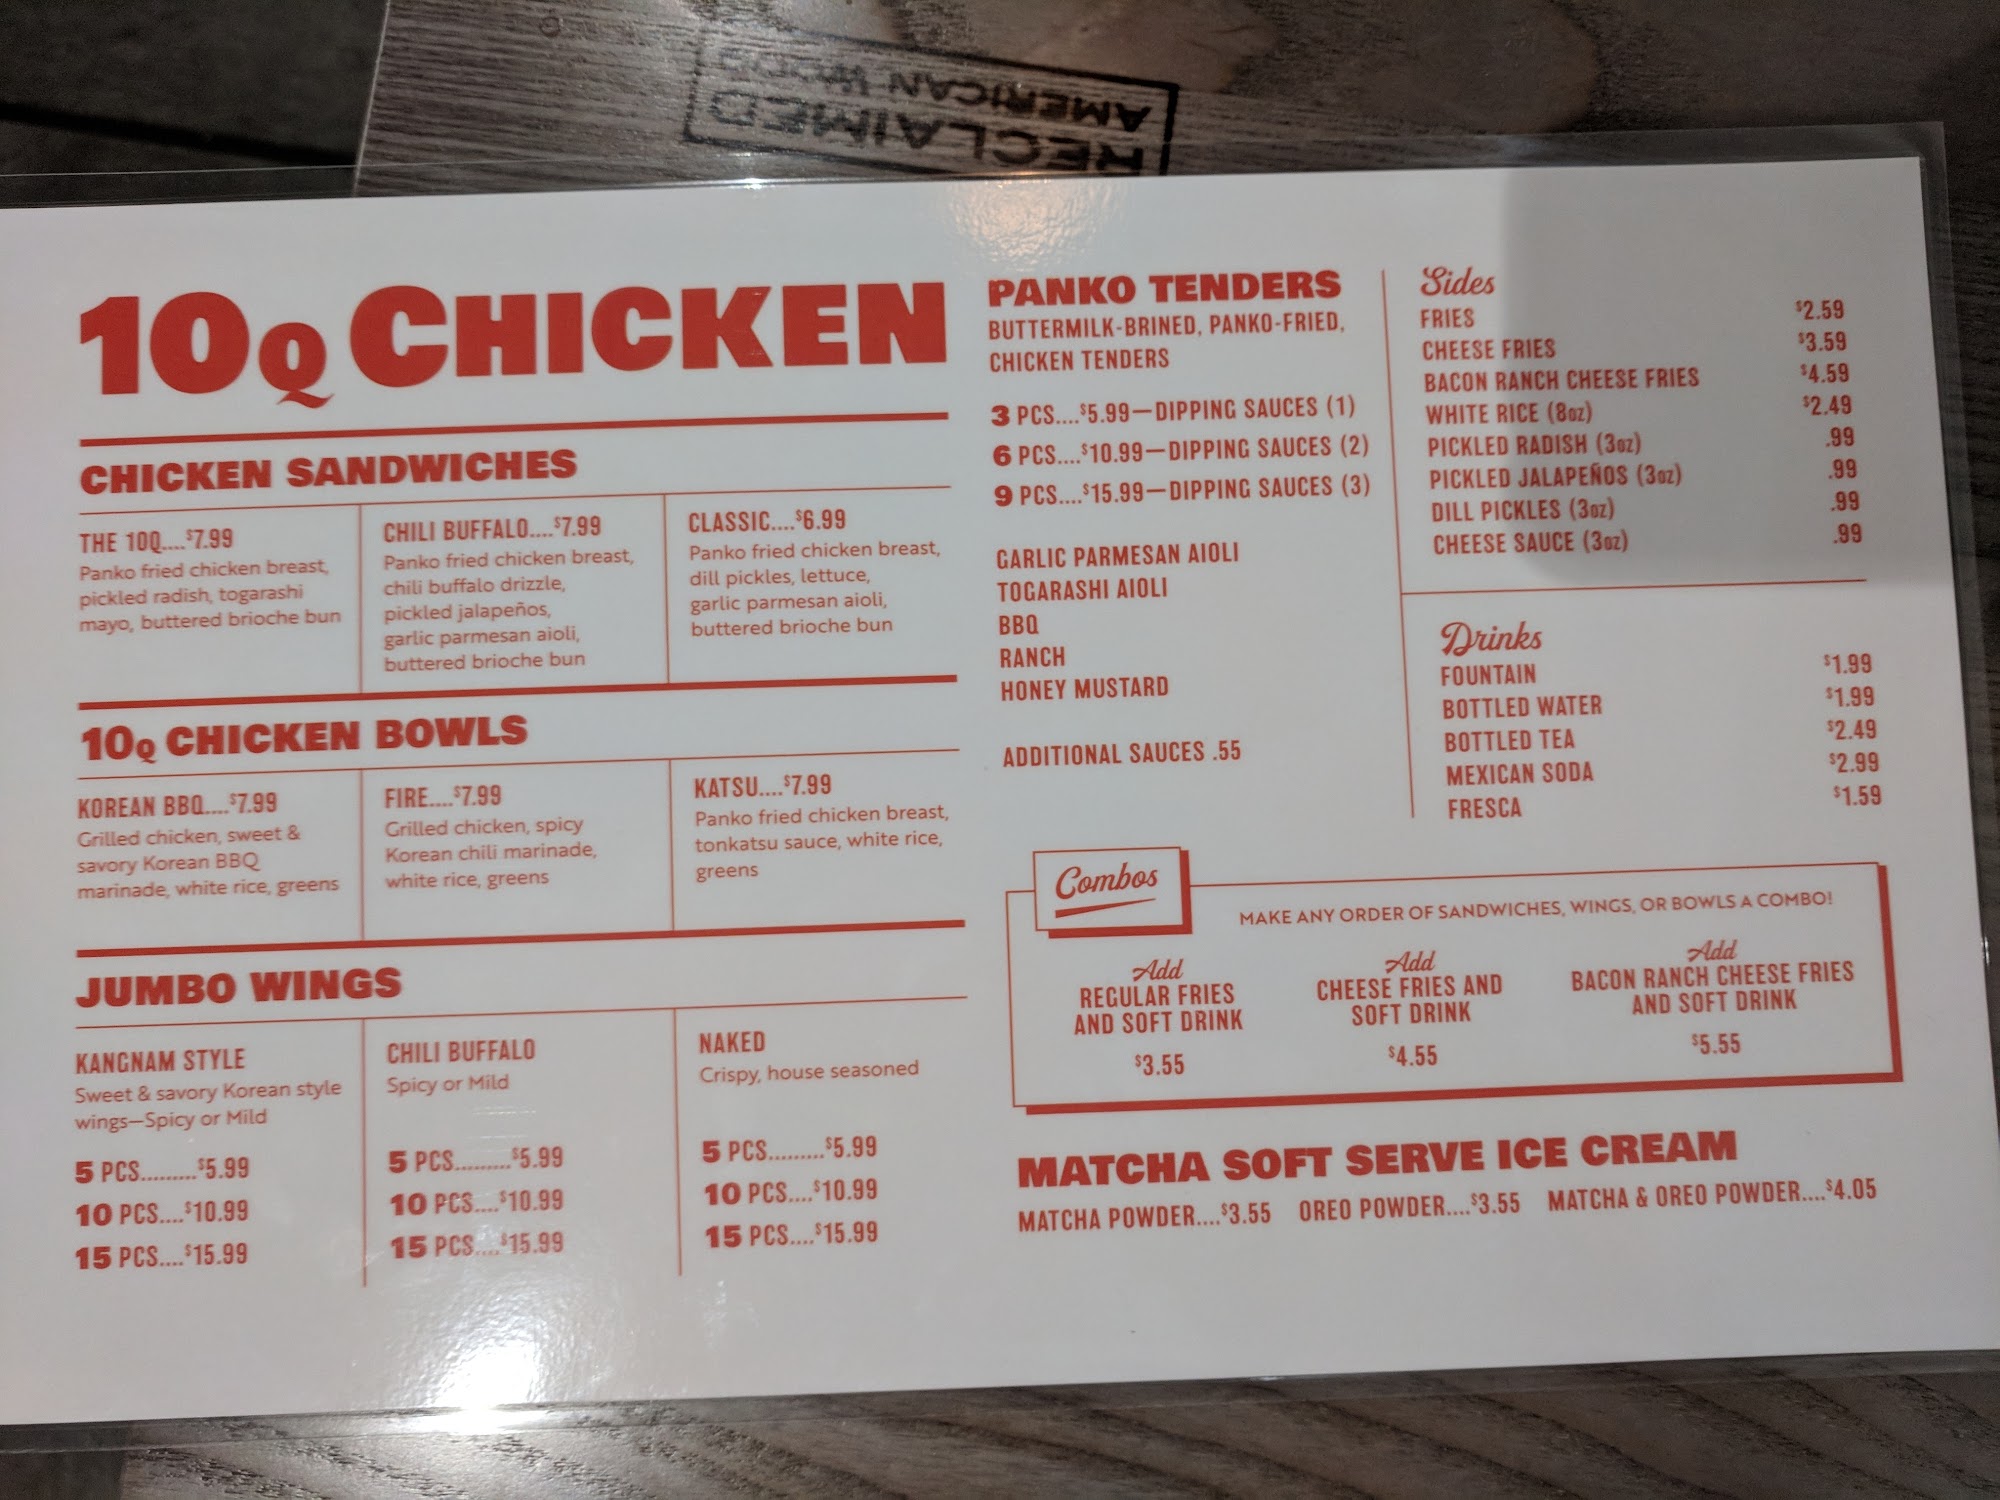 RECLAIMED
AMERICAN WOOD
10Q CHICKEN
CHICKEN SANDWICHES
THE 10Q....$7.99
Panko fried chicken breast,
pickled radish, togarashi
mayo, buttered brioche bun
CHILI BUFFALO....$7.99
Panko fried chicken breast,
chili buffalo drizzle,
pickled jalapeños,
garlic parmesan aioli,
buttered brioche bun
CLASSIC....$6.99
Panko fried chicken breast,
dill pickles, lettuce,
garlic parmesan aioli,
buttered brioche bun
10Q CHICKEN BOWLS
KOREAN BBQ....$7.99
Grilled chicken, sweet &
savory Korean BBQ
marinade, white rice, greens
FIRE....$7.99
Grilled chicken, spicy
Korean chili marinade,
white rice, greens
KATSU....$7.99
Panko fried chicken breast,
tonkatsu sauce, white rice,
greens
JUMBO WINGS
KANGNAM STYLE
Sweet & savory Korean style
wings—Spicy or Mild
5 PCS.........$5.99
10 PCS....$10.99
15 PCS....$15.99
CHILI BUFFALO
Spicy or Mild
5 PCS.........$5.99
10 PCS....$10.99
15 PCS....$15.99
NAKED
Crispy, house seasoned
5 PCS.........$5.99
10 PCS....$10.99
15 PCS....$15.99
PANKO TENDERS
BUTTERMILK-BRINED, PANKO-FRIED,
CHICKEN TENDERS
3 PCS....$5.99—DIPPING SAUCES (1)
6 PCS....$10.99—DIPPING SAUCES (2)
9 PCS....$15.99—DIPPING SAUCES (3)
GARLIC PARMESAN AIOLI
TOGARASHI AIOLI
BBQ
RANCH
HONEY MUSTARD
ADDITIONAL SAUCES .55
Sides
FRIES $2.59
CHEESE FRIES $3.59
BACON RANCH CHEESE FRIES $4.59
WHITE RICE (8oz) $2.49
PICKLED RADISH (3oz) .99
PICKLED JALAPEÑOS (3oz) .99
DILL PICKLES (3oz) .99
CHEESE SAUCE (3oz) .99
Drinks
FOUNTAIN $1.99
BOTTLED WATER $1.99
BOTTLED TEA $2.49
MEXICAN SODA $2.99
FRESCA $1.59
Combos
MAKE ANY ORDER OF SANDWICHES, WINGS, OR BOWLS A COMBO!
Add
REGULAR FRIES
AND SOFT DRINK
$3.55
Add
CHEESE FRIES AND
SOFT DRINK
$4.55
Add
BACON RANCH CHEESE FRIES
AND SOFT DRINK
$5.55
MATCHA SOFT SERVE ICE CREAM
MATCHA POWDER....$3.55 OREO POWDER....$3.55 MATCHA & OREO POWDER....$4.05